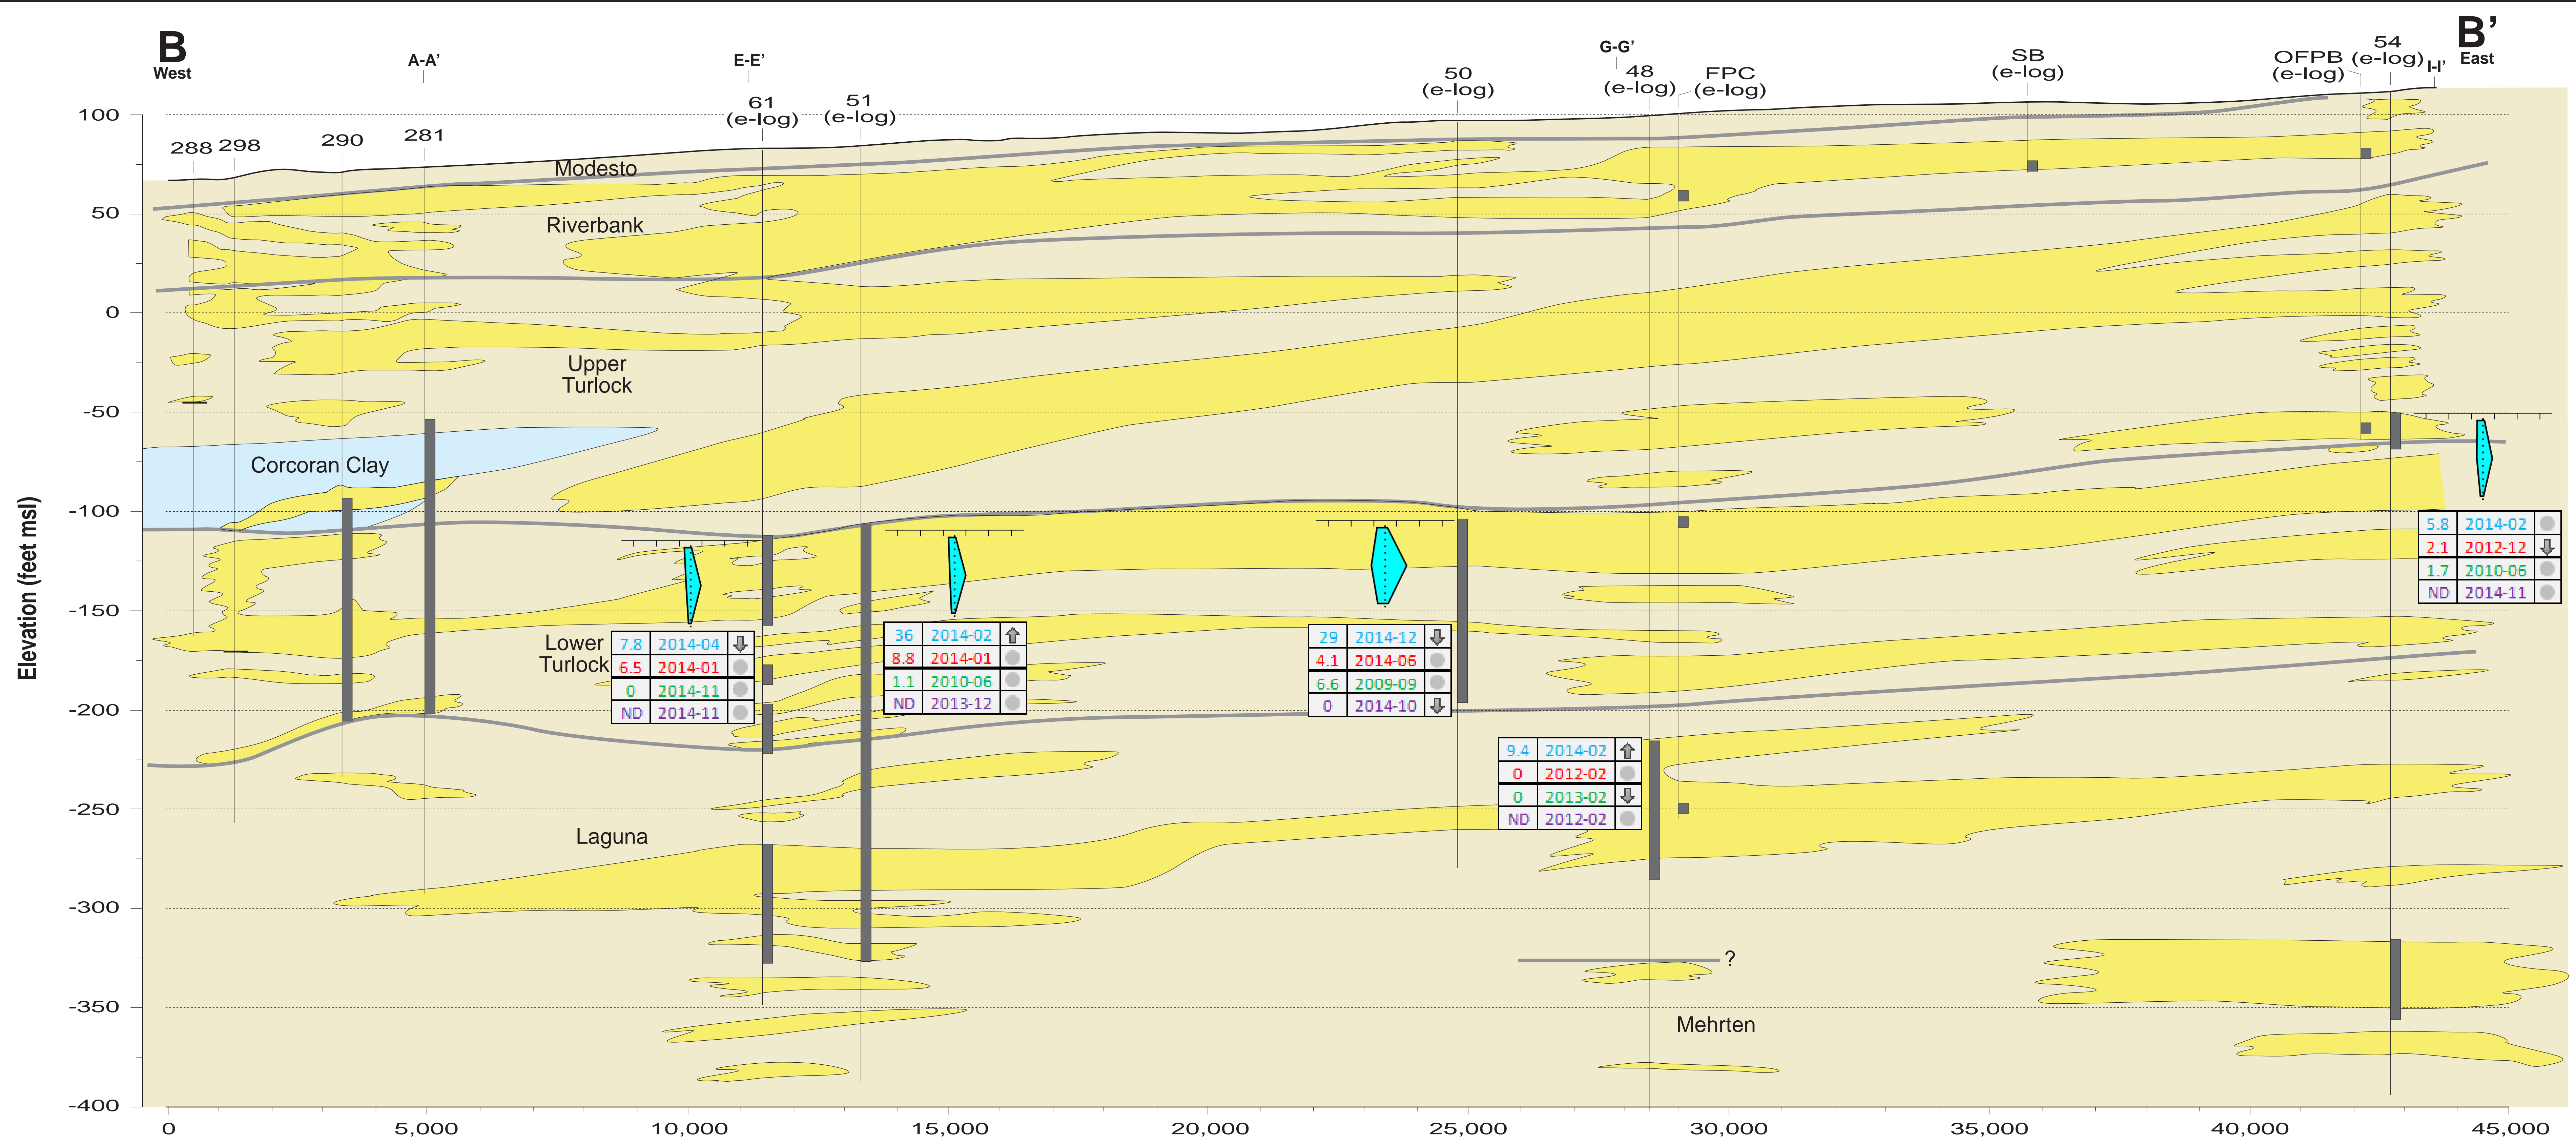 B
West
A-A’
E-E’
G-G’
B’
East
I-I’
288
298
290
281
61
(e-log)
51
(e-log)
50
(e-log)
48
(e-log)
FPC
(e-log)
SB
(e-log)
OFPB
(e-log)
54
(e-log)
Elevation (feet msl)
100
50
0
-50
-100
-150
-200
-250
-300
-350
-400
Modesto
Riverbank
Upper
Turlock
Corcoran Clay
Lower
Turlock
Laguna
?
Mehrten
7.8 2014-04
6.5 2014-01
0 2014-11
ND 2014-11
36 2014-02
8.8 2014-01
1.1 2010-06
ND 2013-12
29 2014-12
4.1 2014-06
6.6 2009-09
0 2014-10
9.4 2014-02
0 2012-02
0 2013-02
ND 2012-02
5.8 2014-02
2.1 2012-12
1.7 2010-06
ND 2014-11
0 5,000 10,000 15,000 20,000 25,000 30,000 35,000 40,000 45,000